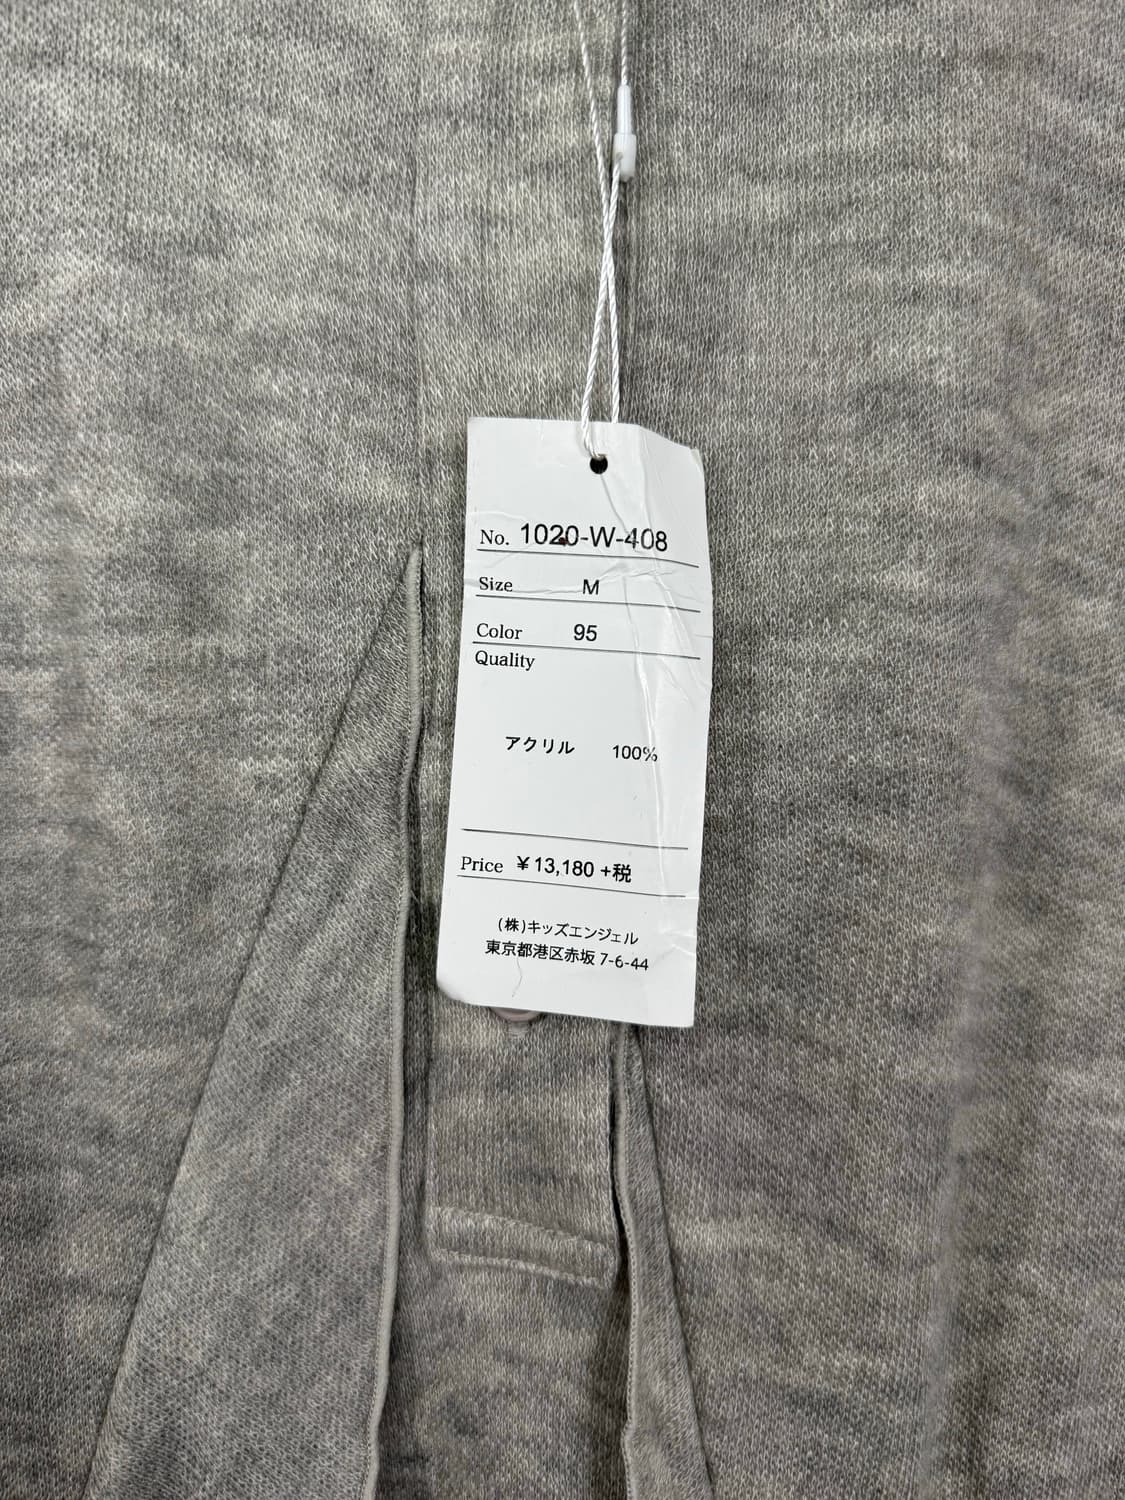 No. 1020-W-408
Size M
Color 95
Quality
アクリル 100%
Price ¥13,180+税
(株)キッズエンジェル
東京都港区赤坂 7-6-44